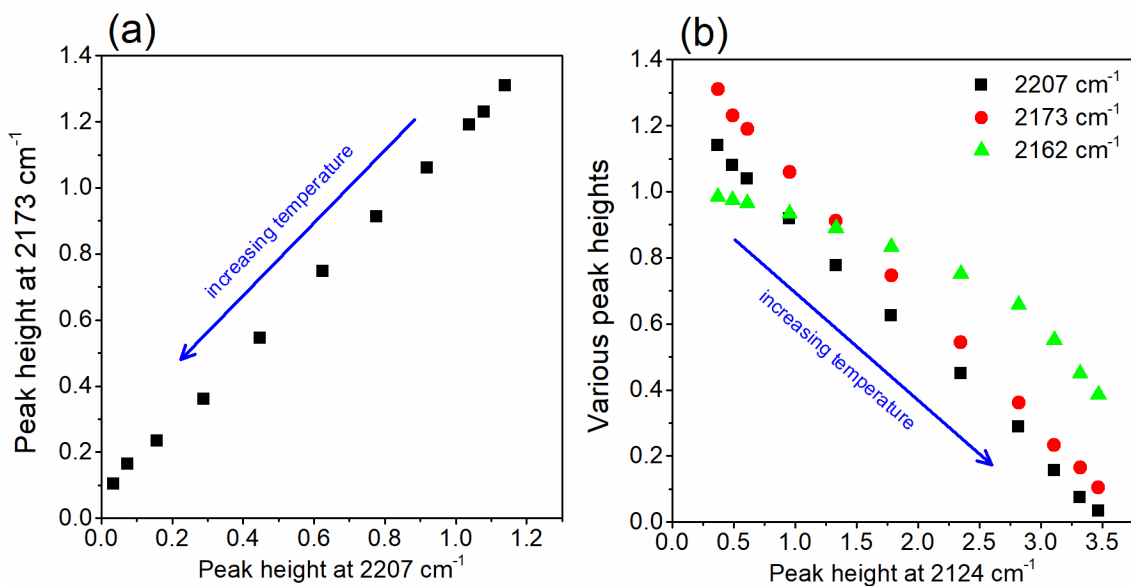 (a)
1.4
1.2
1.0
0.8
0.6
0.4
0.2
0.0
Peak height at 2173 cm⁻¹
increasing temperature
0.0 0.2 0.4 0.6 0.8 1.0 1.2
Peak height at 2207 cm⁻¹
(b)
1.4
1.2
1.0
0.8
0.6
0.4
0.2
0.0
Various peak heights
2207 cm⁻¹
2173 cm⁻¹
2162 cm⁻¹
increasing temperature
0.0 0.5 1.0 1.5 2.0 2.5 3.0 3.5
Peak height at 2124 cm⁻¹